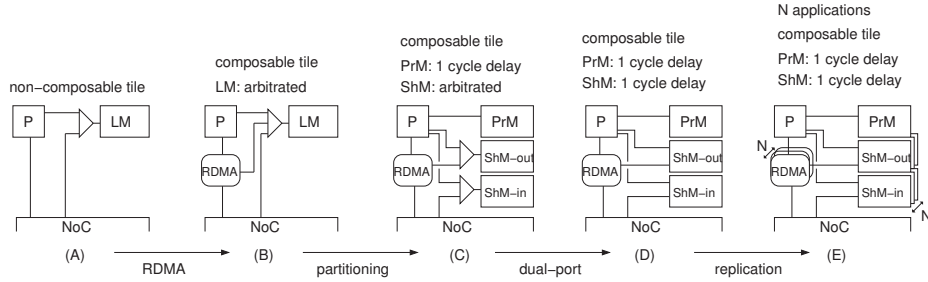 non-composable tile
P
LM
NoC
(A)
RDMA
composable tile
LM: arbitrated
P
LM
RDMA
NoC
(B)
partitioning
composable tile
PrM: 1 cycle delay
ShM: arbitrated
P
PrM
ShM-out
RDMA
ShM-in
NoC
(C)
dual-port
composable tile
PrM: 1 cycle delay
ShM: 1 cycle delay
P
PrM
ShM-out
RDMA
ShM-in
NoC
(D)
replication
N applications
composable tile
PrM: 1 cycle delay
ShM: 1 cycle delay
P
PrM
N
ShM-out
RDMA
ShM-in
N
NoC
(E)